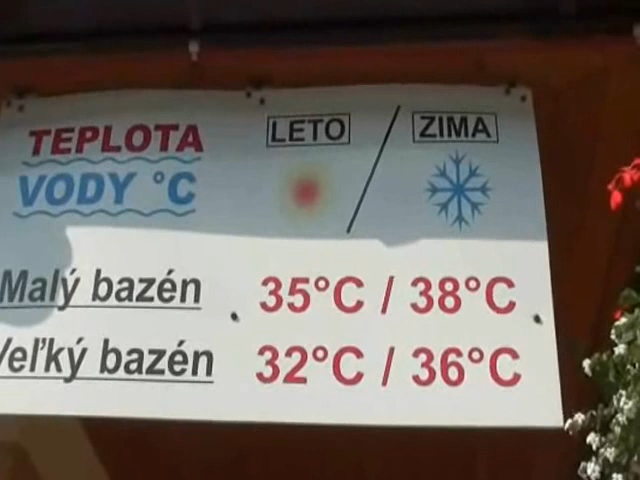 TEPLOTA
VODY °C
LETO / ZIMA
Malý bazén 35°C / 38°C
Veľký bazén 32°C / 36°C